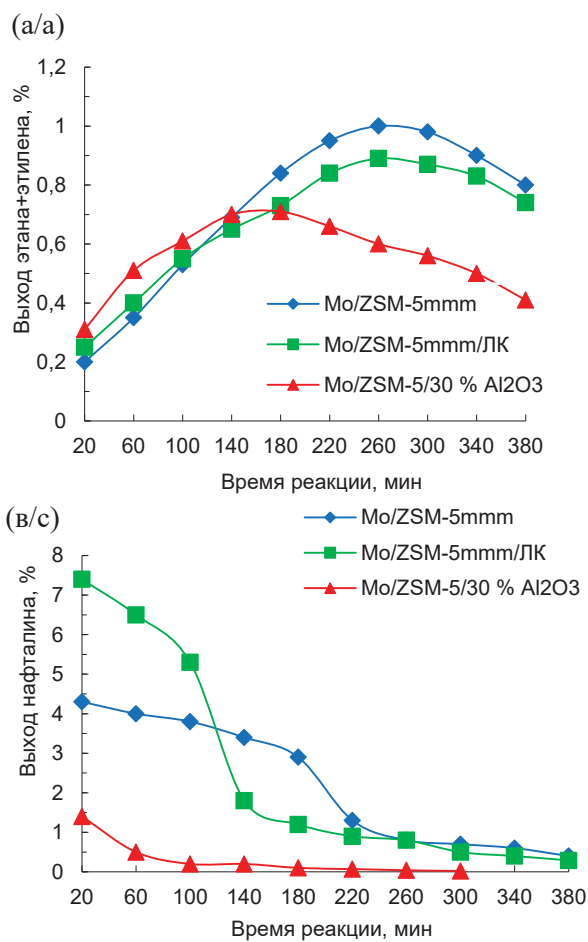 (а/a)
Выход этана+этилена, %
1,2
1
0,8
0,6
0,4
0,2
0
Mo/ZSM-5mmm
Mo/ZSM-5mmm/ЛК
Mo/ZSM-5/30 % Al2O3
20 60 100 140 180 220 260 300 340 380
Время реакции, мин
(в/c)
Mo/ZSM-5mmm
Mo/ZSM-5mmm/ЛК
Mo/ZSM-5/30 % Al2O3
Выход нафталина, %
8
7
6
5
4
3
2
1
0
20 60 100 140 180 220 260 300 340 380
Время реакции, мин